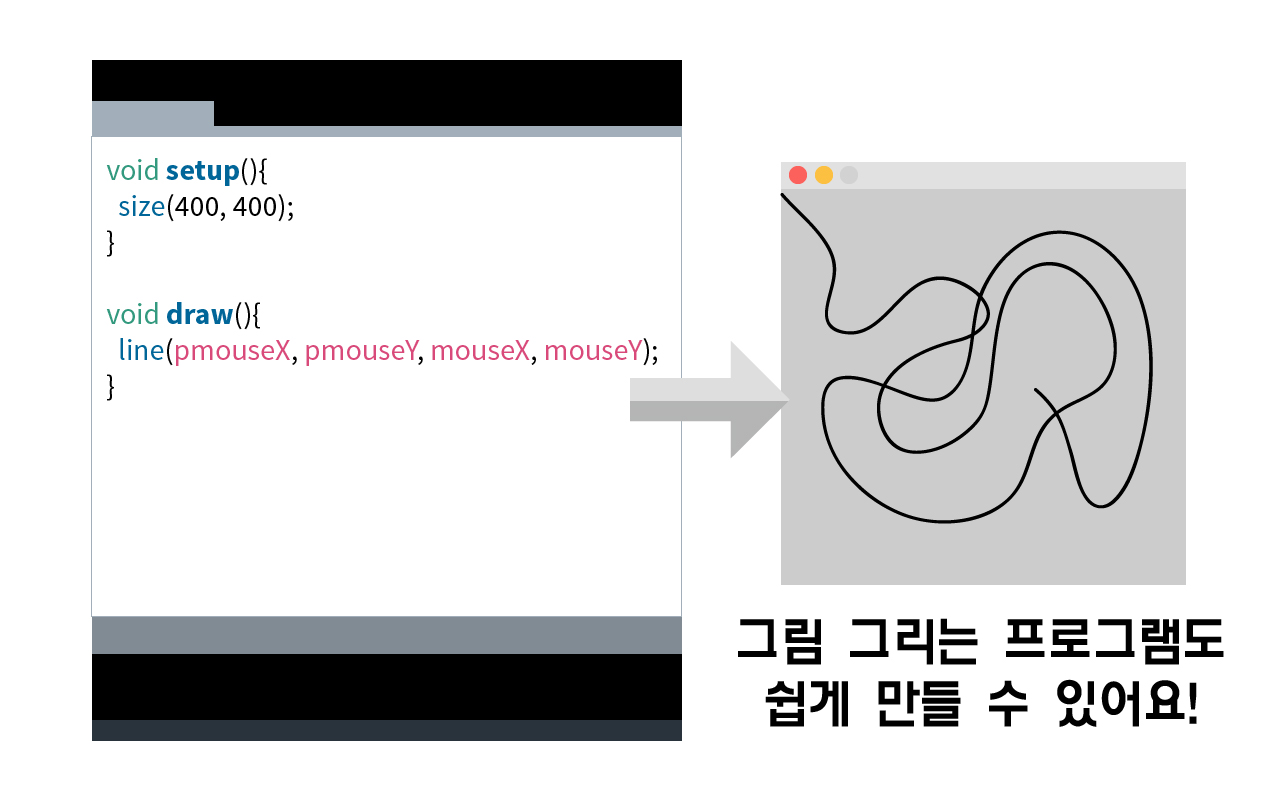 void setup(){
size(400, 400);
}
void draw(){
line(pmouseX, pmouseY, mouseX, mouseY);
}
그림 그리는 프로그램도
쉽게 만들 수 있어요!